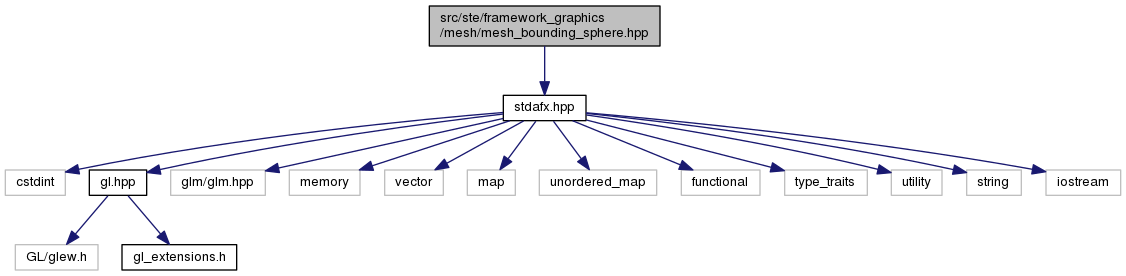 src/ste/framework_graphics
/mesh/mesh_bounding_sphere.hpp
stdafx.hpp
cstdint
gl.hpp
glm/glm.hpp
memory
vector
map
unordered_map
functional
type_traits
utility
string
iostream
GL/glew.h
gl_extensions.h